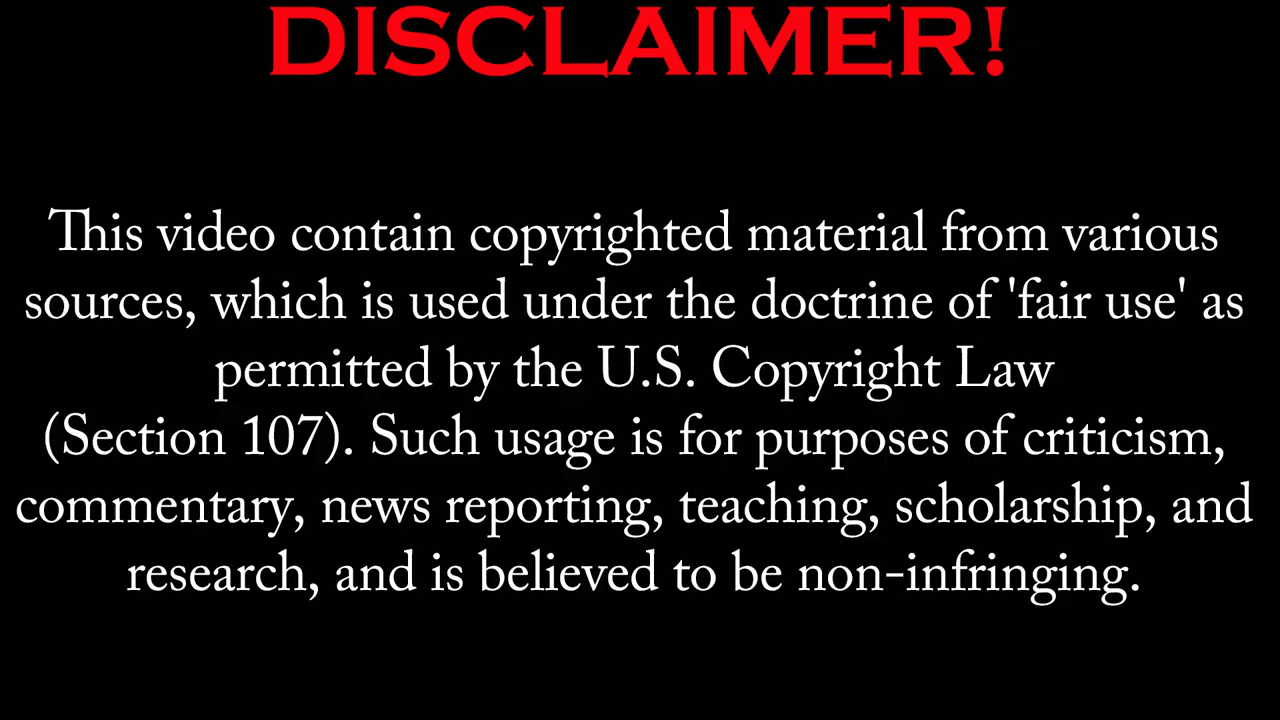 DISCLAIMER!
This video contain copyrighted material from various
sources, which is used under the doctrine of 'fair use' as
permitted by the U.S. Copyright Law
(Section 107). Such usage is for purposes of criticism,
commentary, news reporting, teaching, scholarship, and
research, and is believed to be non-infringing.